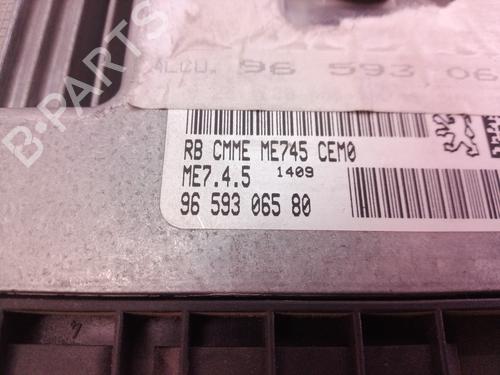 B-PARTS
ALCU. 96 593 06
RB CMME ME745 CEM0
ME7.4.5 1409
96 593 065 80